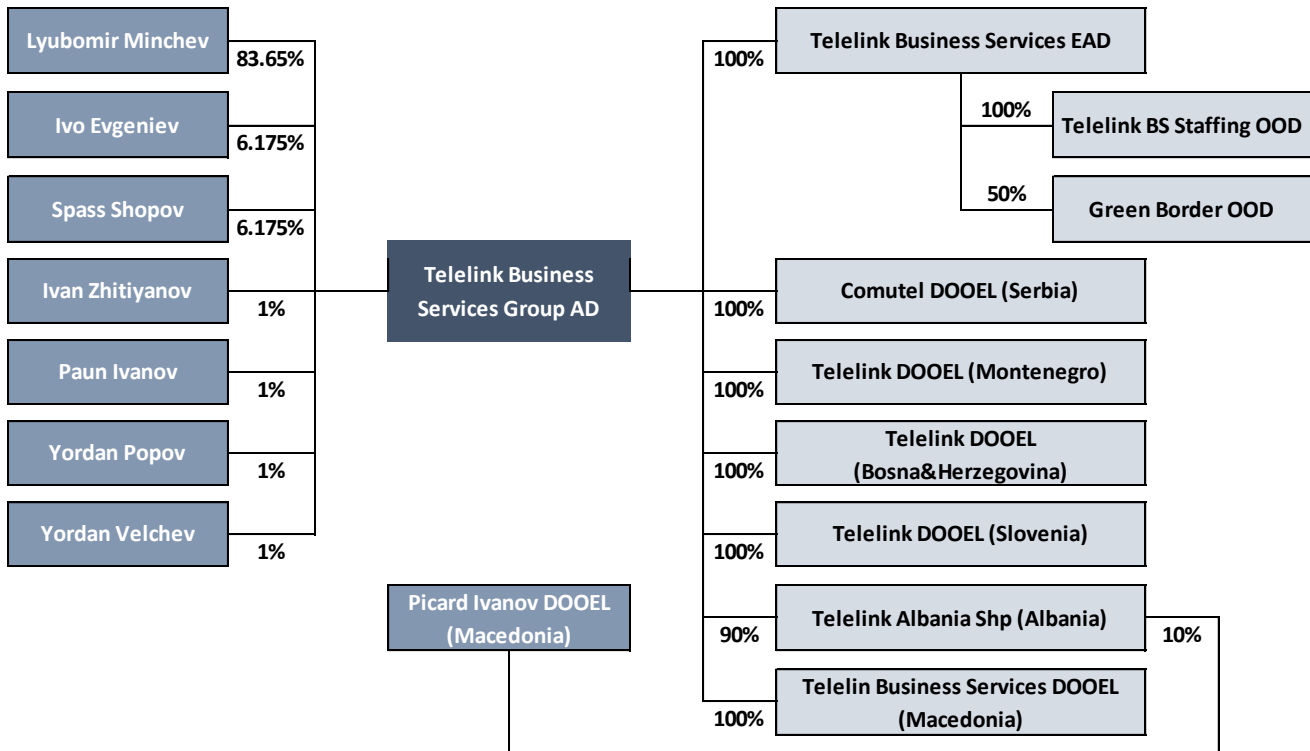 Lyubomir Minchev
83.65%
Ivo Evgeniev
6.175%
Spass Shopov
6.175%
Ivan Zhitiyanov
1%
Paun Ivanov
1%
Yordan Popov
1%
Yordan Velchev
1%
Telelink Business
Services Group AD
Picard Ivanov DOOEL
(Macedonia)
100%
Telelink Business Services EAD
100%
Telelink BS Staffing OOD
50%
Green Border OOD
100%
Comutel DOOEL (Serbia)
100%
Telelink DOOEL (Montenegro)
100%
Telelink DOOEL
(Bosna&Herzegovina)
100%
Telelink DOOEL (Slovenia)
90%
Telelink Albania Shp (Albania)
10%
100%
Telelin Business Services DOOEL
(Macedonia)